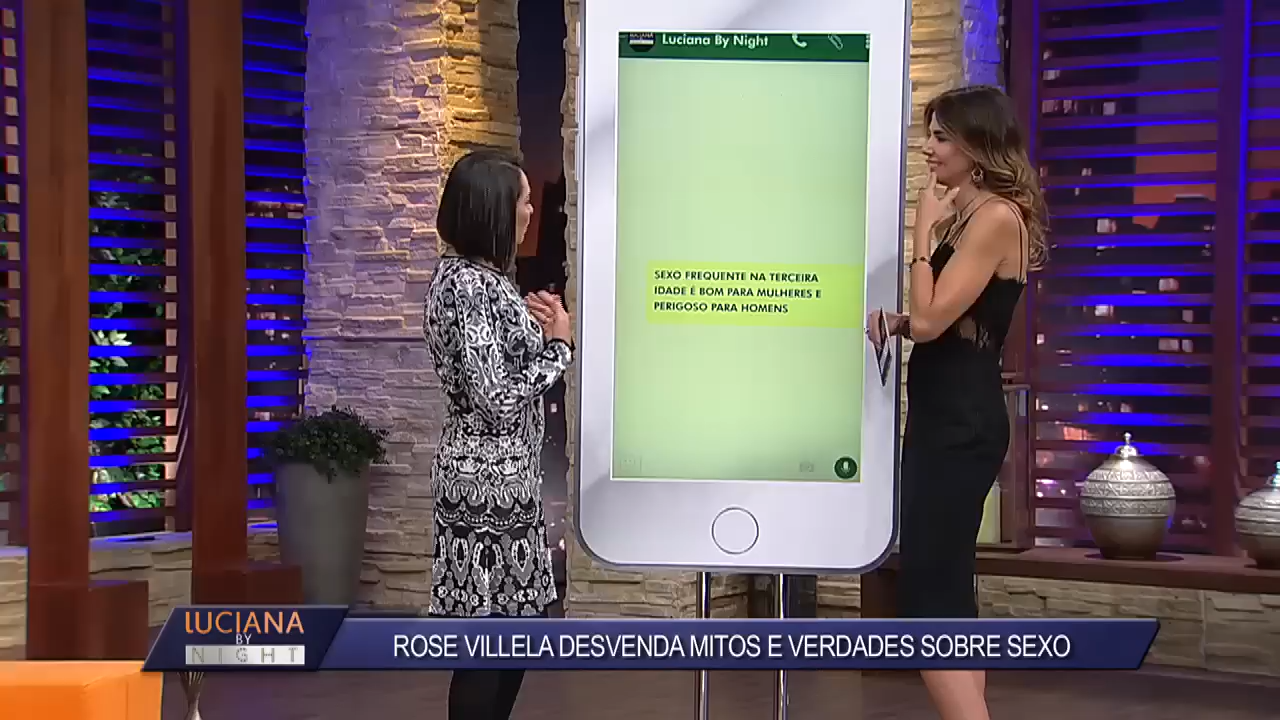 LUCIANA
Luciana By Night
SEXO FREQUENTE NA TERCEIRA
IDADE É BOM PARA MULHERES E
PERIGOSO PARA HOMENS
LUCIANA
BY
NIGHT
ROSE VILLELA DESVENDA MITOS E VERDADES SOBRE SEXO